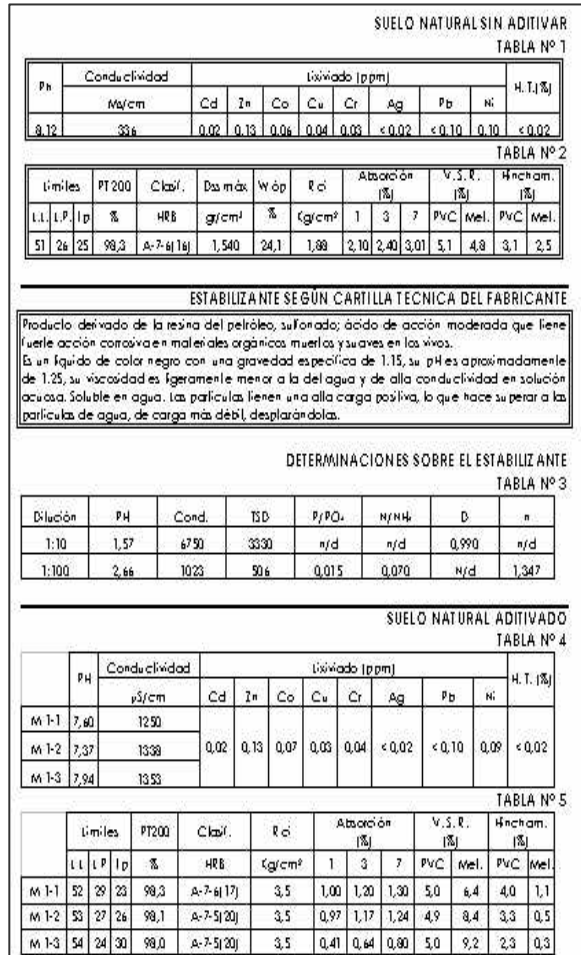 SUELO NATURAL SIN ADITIVAR
TABLA Nº 1
Ph Conductividad Lixiviado (ppm) H. T.(%)
Ms/cm Cd Zn Co Cu Cr Ag Pb Ni
8,12 336 0,02 0,13 0,06 0,04 0,03 <0,02 <0,10 0,10 <0,02
TABLA Nº 2
Limites PT200 Clasif. Dss máx W óp R ci Absorción (%) V.S.R. (%) Hincham. (%)
L.L. L.P. Ip % HRB gr/cm³ % Kg/cm² 1 3 7 PVC Mel. PVC Mel.
51 26 25 98,3 A-7-6(16) 1,540 24,1 1,88 2,10 2,40 3,01 5,1 4,8 3,1 2,5
ESTABILIZANTE SEGÚN CARTILLA TECNICA DEL FABRICANTE
Producto derivado de la resina del petróleo, sulfonado; ácido de acción moderada que tiene
fuerte acción corrosiva en materiales orgánicos muertos y suaves en los vivos.
Es un líquido de color negro con una gravedad específica de 1.15, su pH es aproximadamente
de 1.25, su viscosidad es ligeramente menor a la del agua y de alta conductividad en solución
acuosa. Soluble en agua. Las partículas tienen una alta carga positiva, lo que hace superar a las
partículas de agua, de carga más débil, desplazándolas.
DETERMINACIONES SOBRE EL ESTABILIZANTE
TABLA Nº 3
Dilución PH Cond. TSD P/PO₄ N/NH₄ D n
1:10 1,57 6750 3330 n/d n/d 0,990 n/d
1:100 2,66 1023 506 0,015 0,070 N/d 1,347
SUELO NATURAL ADITIVADO
TABLA Nº 4
PH Conductividad Lixiviado (ppm) H. T. (%)
µS/cm Cd Zn Co Cu Cr Ag Pb Ni
M 1-1 7,60 1250
M 1-2 7,37 1338 0,02 0,13 0,07 0,03 0,04 <0,02 <0,10 0,09 <0,02
M 1-3 7,94 1353
TABLA Nº 5
Limites PT200 Clasif. R ci Absorción (%) V.S.R. (%) Hincham. (%)
LL LP Ip % HRB Kg/cm² 1 3 7 PVC Mel. PVC Mel.
M 1-1 52 29 23 98,3 A-7-6(17) 3,5 1,00 1,20 1,30 5,0 6,4 4,0 1,1
M 1-2 53 27 26 98,1 A-7-5(20) 3,5 0,97 1,17 1,24 4,9 8,4 3,3 0,5
M 1-3 54 24 30 98,0 A-7-5(20) 3,5 0,41 0,64 0,80 5,0 9,2 2,3 0,3